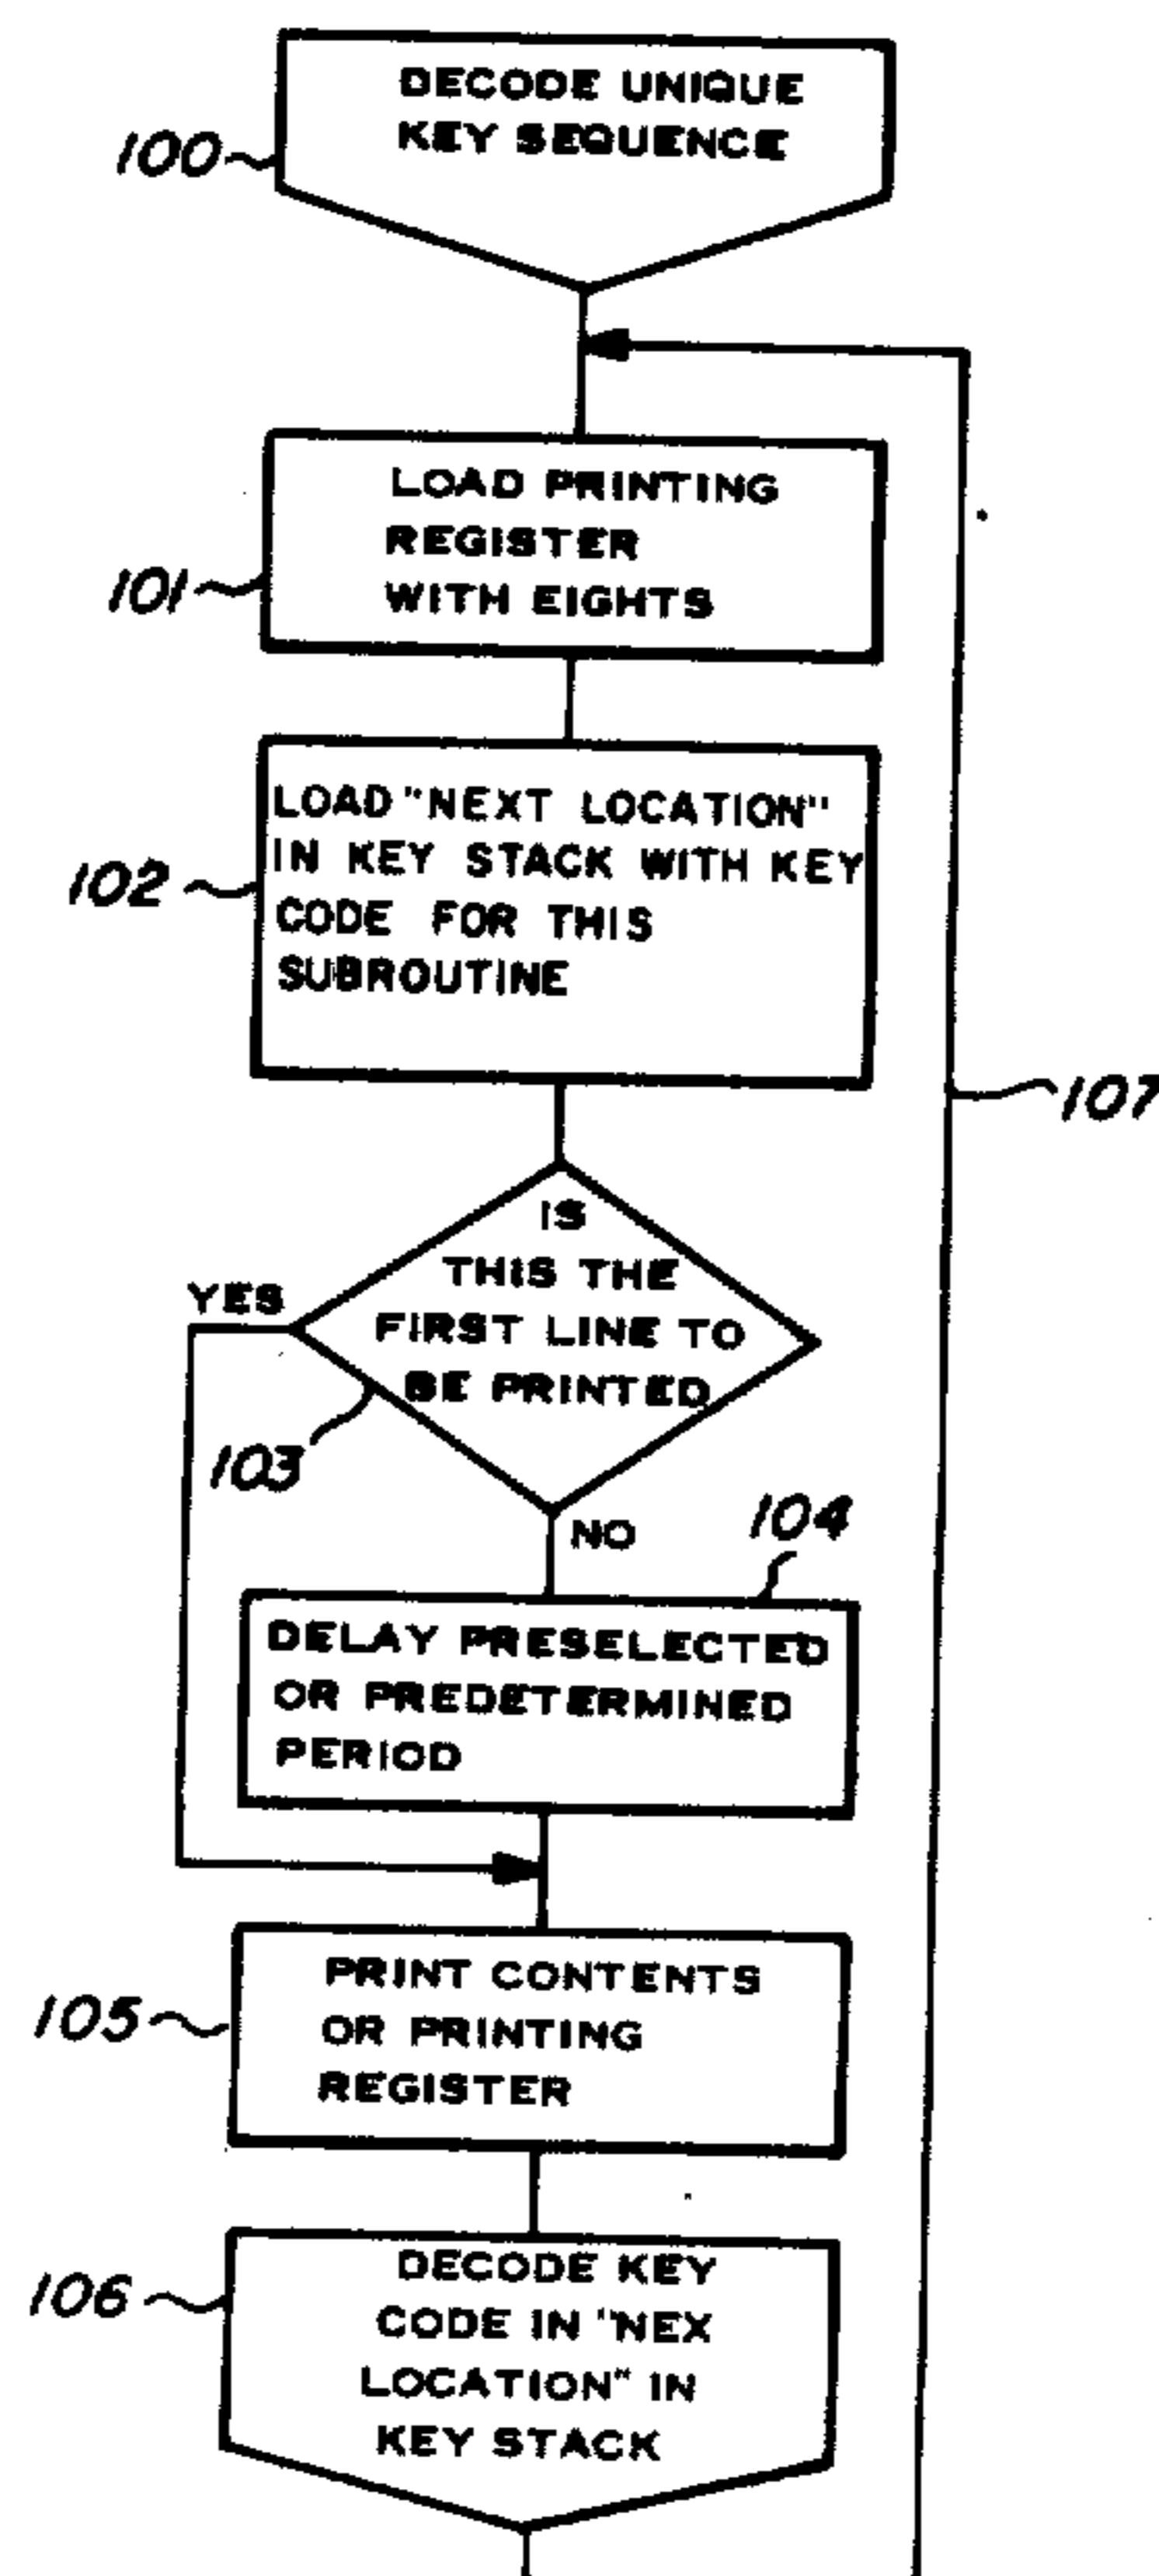 DECODE UNIQUE
KEY SEQUENCE
100
LOAD PRINTING
REGISTER
WITH EIGHTS
101
LOAD "NEXT LOCATION"
IN KEY STACK WITH KEY
CODE FOR THIS
SUBROUTINE
102
107
IS
THIS THE
FIRST LINE TO
BE PRINTED
YES
103
NO
104
DELAY PRESELECTED
OR PREDETERMINED
PERIOD
PRINT CONTENTS
OR PRINTING
REGISTER
105
DECODE KEY
CODE IN "NEX
LOCATION" IN
KEY STACK
106